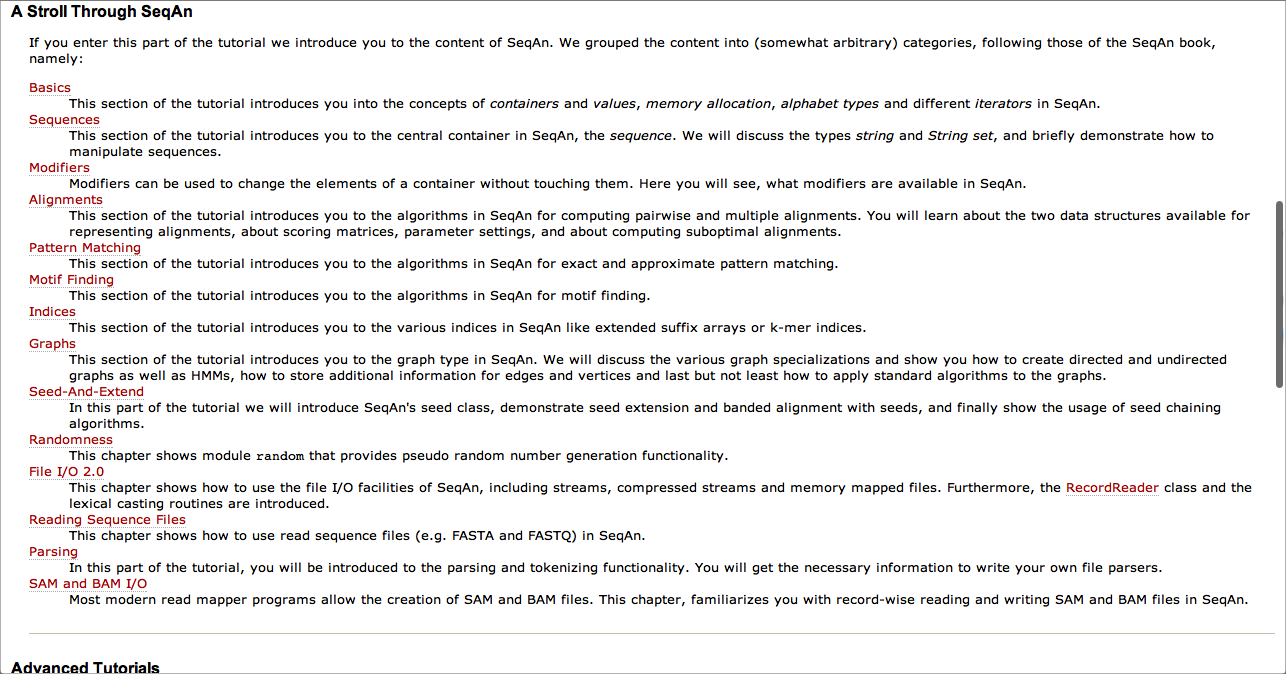 A Stroll Through SeqAn
If you enter this part of the tutorial we introduce you to the content of SeqAn. We grouped the content into (somewhat arbitrary) categories, following those of the SeqAn book,
namely:
Basics
This section of the tutorial introduces you into the concepts of containers and values, memory allocation, alphabet types and different iterators in SeqAn.
Sequences
This section of the tutorial introduces you to the central container in SeqAn, the sequence. We will discuss the types string and String set, and briefly demonstrate how to
manipulate sequences.
Modifiers
Modifiers can be used to change the elements of a container without touching them. Here you will see, what modifiers are available in SeqAn.
Alignments
This section of the tutorial introduces you to the algorithms in SeqAn for computing pairwise and multiple alignments. You will learn about the two data structures available for
representing alignments, about scoring matrices, parameter settings, and about computing suboptimal alignments.
Pattern Matching
This section of the tutorial introduces you to the algorithms in SeqAn for exact and approximate pattern matching.
Motif Finding
This section of the tutorial introduces you to the algorithms in SeqAn for motif finding.
Indices
This section of the tutorial introduces you to the various indices in SeqAn like extended suffix arrays or k-mer indices.
Graphs
This section of the tutorial introduces you to the graph type in SeqAn. We will discuss the various graph specializations and show you how to create directed and undirected
graphs as well as HMMs, how to store additional information for edges and vertices and last but not least how to apply standard algorithms to the graphs.
Seed-And-Extend
In this part of the tutorial we will introduce SeqAn's seed class, demonstrate seed extension and banded alignment with seeds, and finally show the usage of seed chaining
algorithms.
Randomness
This chapter shows module random that provides pseudo random number generation functionality.
File I/O 2.0
This chapter shows how to use the file I/O facilities of SeqAn, including streams, compressed streams and memory mapped files. Furthermore, the RecordReader class and the
lexical casting routines are introduced.
Reading Sequence Files
This chapter shows how to use read sequence files (e.g. FASTA and FASTQ) in SeqAn.
Parsing
In this part of the tutorial, you will be introduced to the parsing and tokenizing functionality. You will get the necessary information to write your own file parsers.
SAM and BAM I/O
Most modern read mapper programs allow the creation of SAM and BAM files. This chapter, familiarizes you with record-wise reading and writing SAM and BAM files in SeqAn.
Advanced Tutorials